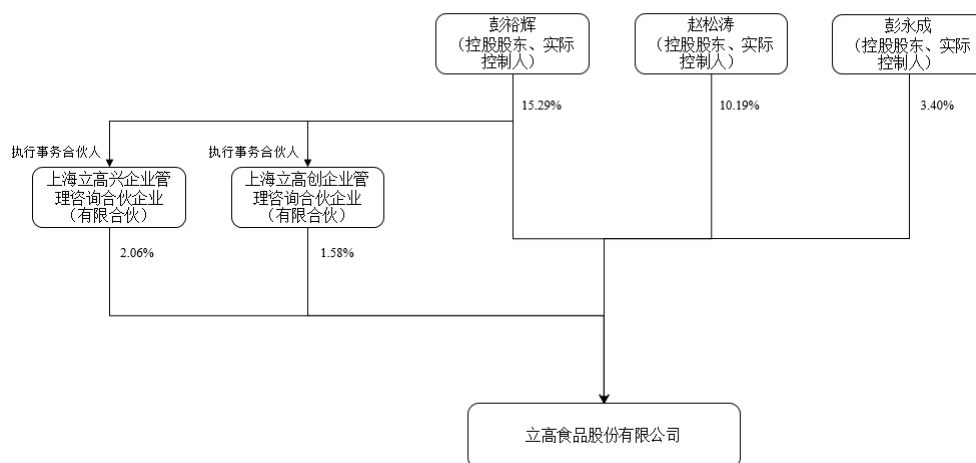 彭裕辉
（控股股东、实际
控制人）
赵松涛
（控股股东、实际
控制人）
彭永成
（控股股东、实际
控制人）
15.29%
10.19%
3.40%
执行事务合伙人
执行事务合伙人
上海立高兴企业管
理咨询合伙企业
（有限合伙）
上海立高创企业管
理咨询合伙企业
（有限合伙）
2.06%
1.58%
立高食品股份有限公司